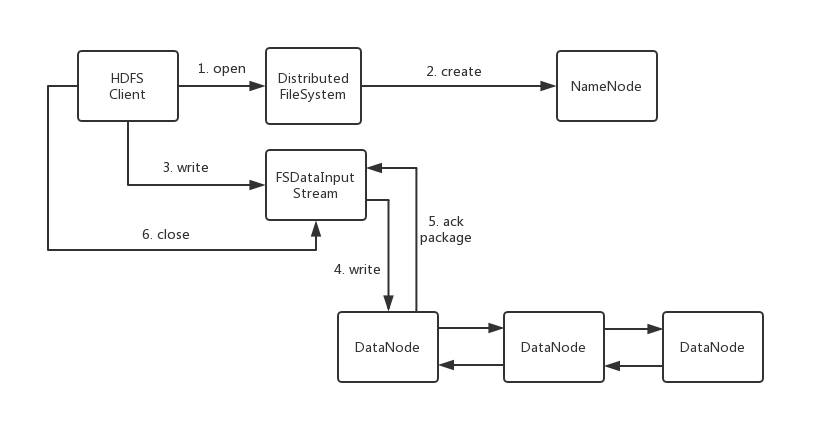 HDFS
Client
1. open
Distributed
FileSystem
2. create
NameNode
3. write
FSDataInput
Stream
6. close
4. write
5. ack
package
DataNode
DataNode
DataNode